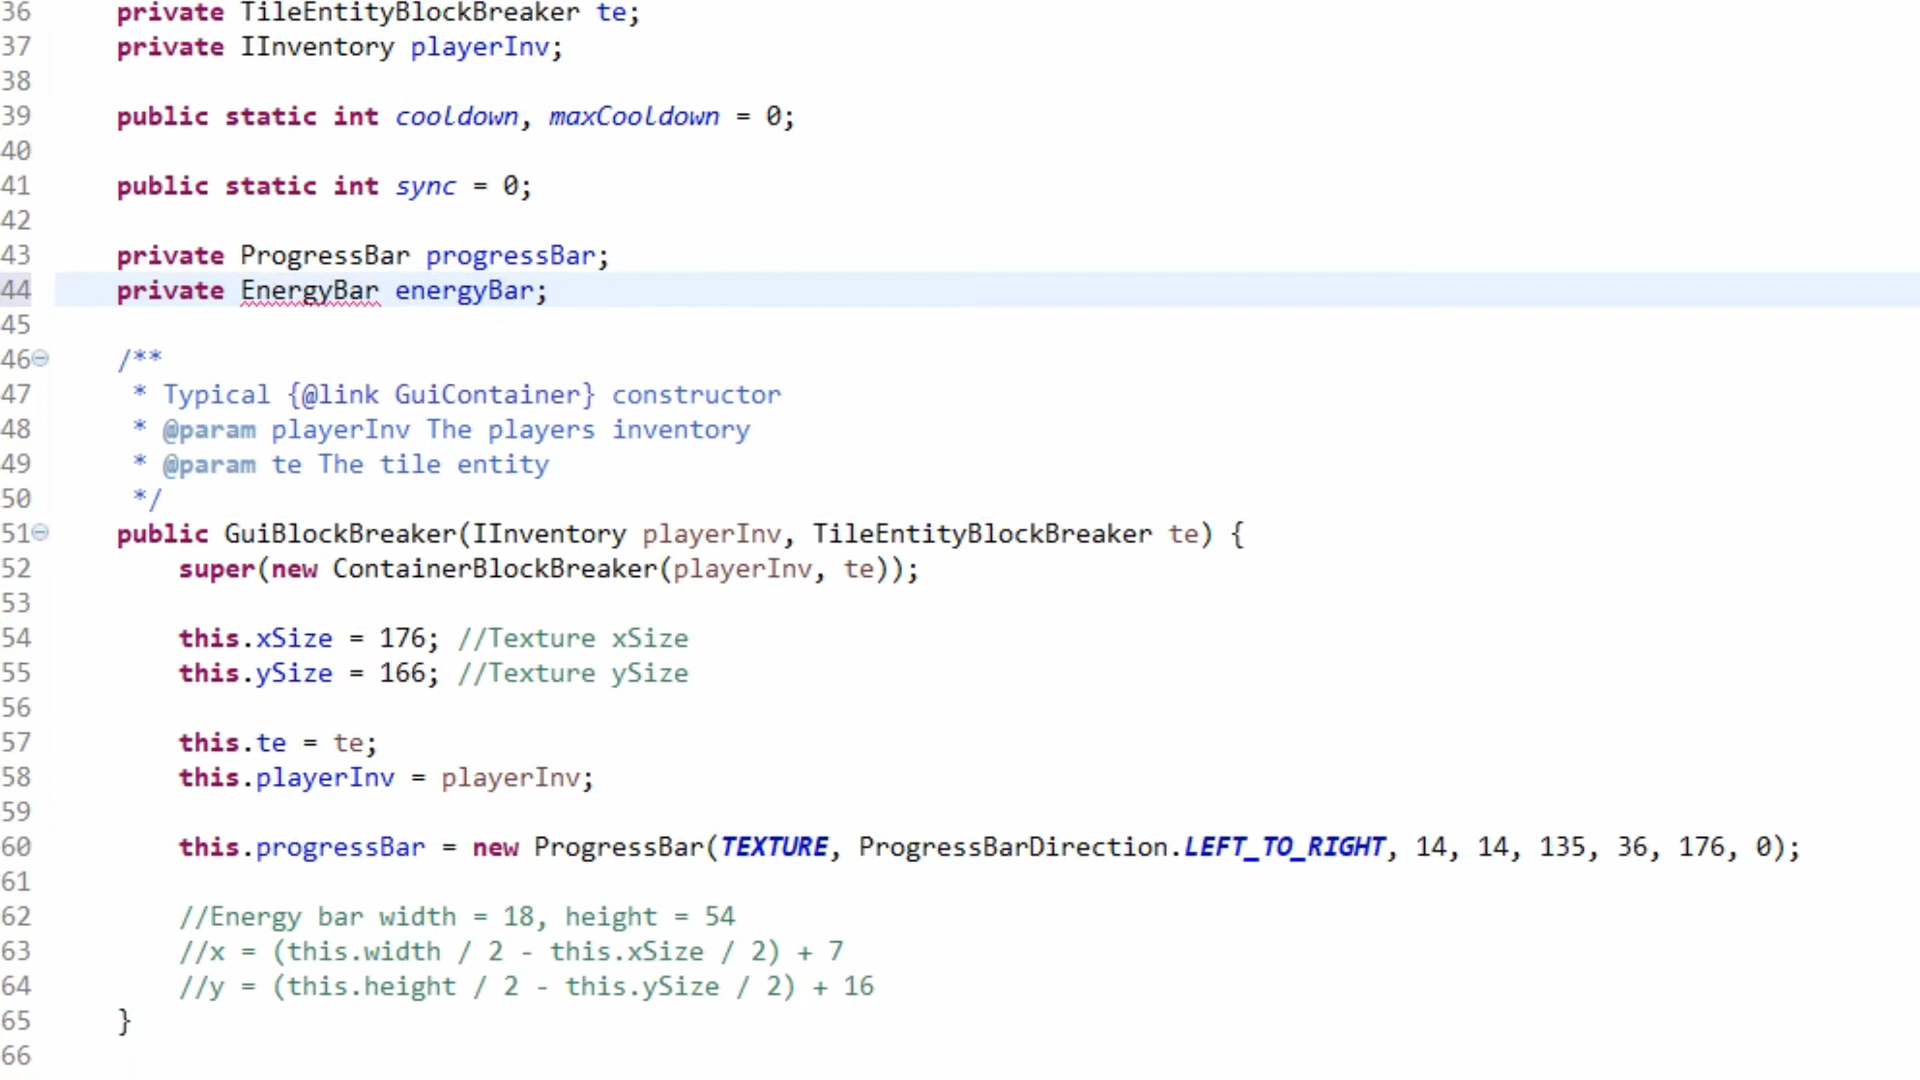 36 private TileEntityBlockBreaker te;
37 private IInventory playerInv;
38
39 public static int cooldown, maxCooldown = 0;
40
41 public static int sync = 0;
42
43 private ProgressBar progressBar;
44 private EnergyBar energyBar;
45
46 /**
47 * Typical {@link GuiContainer} constructor
48 * @param playerInv The players inventory
49 * @param te The tile entity
50 */
51 public GuiBlockBreaker(IInventory playerInv, TileEntityBlockBreaker te) {
52 super(new ContainerBlockBreaker(playerInv, te));
53
54 this.xSize = 176; //Texture xSize
55 this.ySize = 166; //Texture ySize
56
57 this.te = te;
58 this.playerInv = playerInv;
59
60 this.progressBar = new ProgressBar(TEXTURE, ProgressBarDirection.LEFT_TO_RIGHT, 14, 14, 135, 36, 176, 0);
61
62 //Energy bar width = 18, height = 54
63 //x = (this.width / 2 - this.xSize / 2) + 7
64 //y = (this.height / 2 - this.ySize / 2) + 16
65 }
66